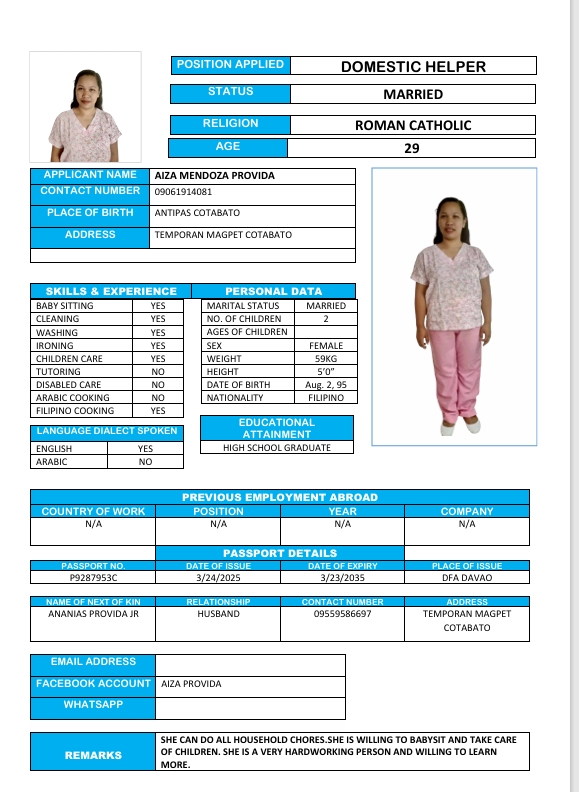 POSITION APPLIED DOMESTIC HELPER
STATUS MARRIED
RELIGION ROMAN CATHOLIC
AGE 29
APPLICANT NAME AIZA MENDOZA PROVIDA
CONTACT NUMBER 09061914081
PLACE OF BIRTH ANTIPAS COTABATO
ADDRESS TEMPORAN MAGPET COTABATO
SKILLS & EXPERIENCE
BABY SITTING YES
CLEANING YES
WASHING YES
IRONING YES
CHILDREN CARE YES
TUTORING NO
DISABLED CARE NO
ARABIC COOKING NO
FILIPINO COOKING YES
LANGUAGE DIALECT SPOKEN
ENGLISH YES
ARABIC NO
PERSONAL DATA
MARITAL STATUS MARRIED
NO. OF CHILDREN 2
AGES OF CHILDREN
SEX FEMALE
WEIGHT 59KG
HEIGHT 5’0”
DATE OF BIRTH Aug. 2, 95
NATIONALITY FILIPINO
EDUCATIONAL
ATTAINMENT
HIGH SCHOOL GRADUATE
PREVIOUS EMPLOYMENT ABROAD
COUNTRY OF WORK POSITION YEAR COMPANY
N/A N/A N/A N/A
PASSPORT DETAILS
PASSPORT NO. DATE OF ISSUE DATE OF EXPIRY PLACE OF ISSUE
P9287953C 3/24/2025 3/23/2035 DFA DAVAO
NAME OF NEXT OF KIN RELATIONSHIP CONTACT NUMBER ADDRESS
ANANIAS PROVIDA JR HUSBAND 09559586697 TEMPORAN MAGPET
COTABATO
EMAIL ADDRESS
FACEBOOK ACCOUNT AIZA PROVIDA
WHATSAPP
REMARKS
SHE CAN DO ALL HOUSEHOLD CHORES.SHE IS WILLING TO BABYSIT AND TAKE CARE
OF CHILDREN. SHE IS A VERY HARDWORKING PERSON AND WILLING TO LEARN
MORE.